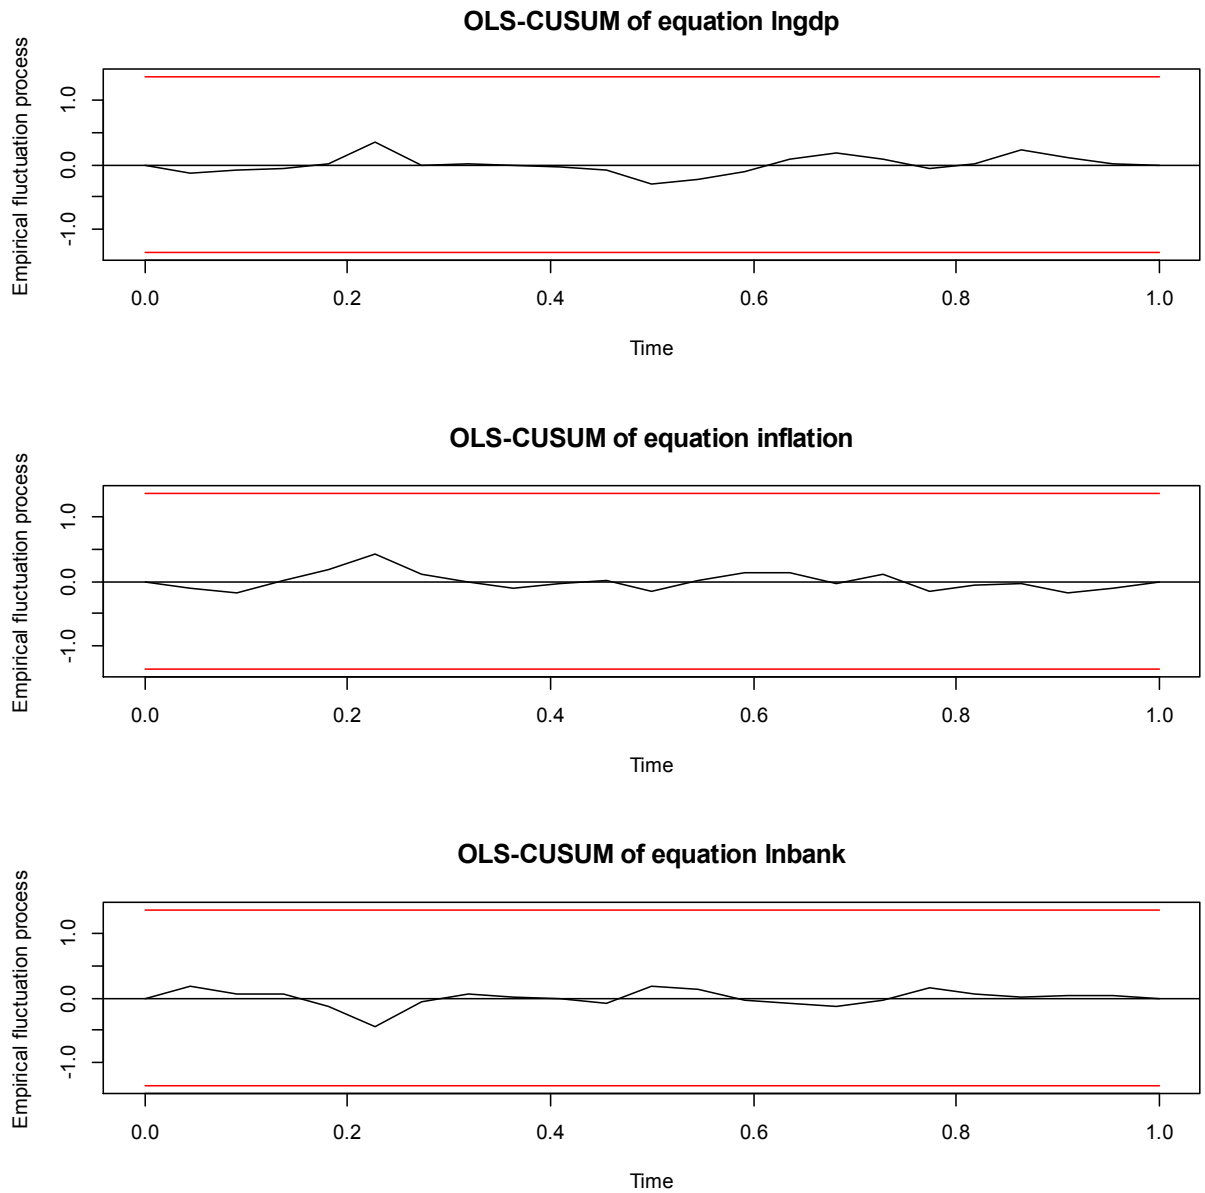 OLS-CUSUM of equation lngdp
Empirical fluctuation process
1.0
0.0
-1.0
0.0 0.2 0.4 0.6 0.8 1.0
Time
OLS-CUSUM of equation inflation
Empirical fluctuation process
1.0
0.0
-1.0
0.0 0.2 0.4 0.6 0.8 1.0
Time
OLS-CUSUM of equation lnbank
Empirical fluctuation process
1.0
0.0
-1.0
0.0 0.2 0.4 0.6 0.8 1.0
Time